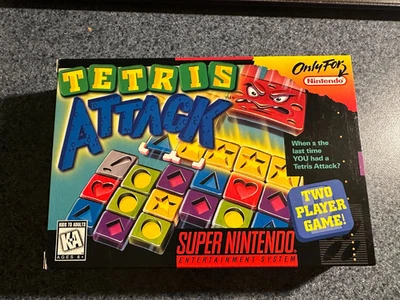 TETRIS
ATTACK
Only For
Nintendo
When s the
last time
YOU had a
Tetris Attack?
TWO
PLAYER
GAME!
KIDS TO ADULTS
K-A
AGES 6+
SUPER NINTENDO
ENTERTAINMENT SYSTEM